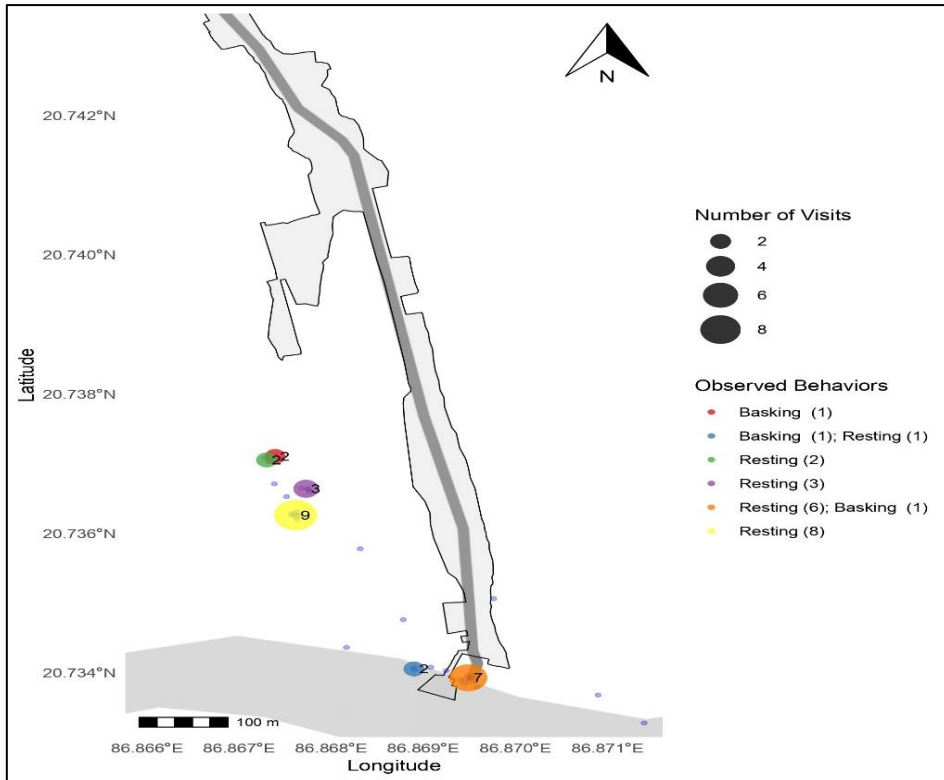 N
20.742°N
20.740°N
20.738°N
20.736°N
20.734°N
Latitude
2
2
3
9
2
7
100 m
86.866°E 86.867°E 86.868°E 86.869°E 86.870°E 86.871°E
Longitude
Number of Visits
2
4
6
8
Observed Behaviors
Basking (1)
Basking (1); Resting (1)
Resting (2)
Resting (3)
Resting (6); Basking (1)
Resting (8)